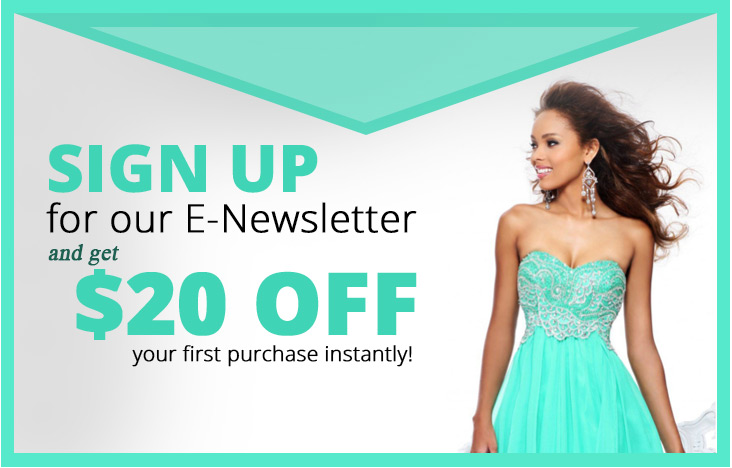 SIGN UP
for our E-Newsletter
and get
$20 OFF
your first purchase instantly!